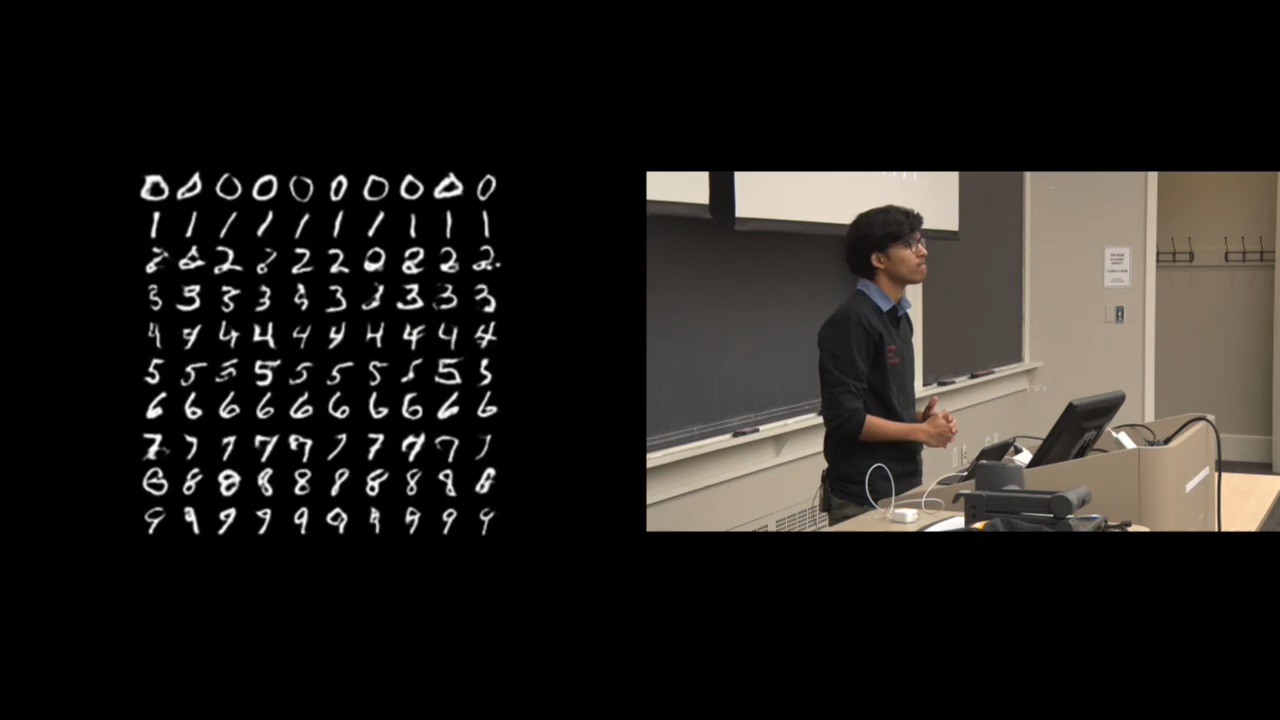 0 0 0 0 0 0 0 0 0 0
1 1 1 1 1 1 1 1 1 1
2 2 2 2 2 2 2 2 2 2
3 3 3 3 3 3 3 3 3 3
4 4 4 4 4 4 4 4 4 4
5 5 5 5 5 5 5 5 5 5
6 6 6 6 6 6 6 6 6 6
7 7 7 7 7 7 7 7 7 7
8 8 8 8 8 8 8 8 8 8
9 9 9 9 9 9 9 9 9 9